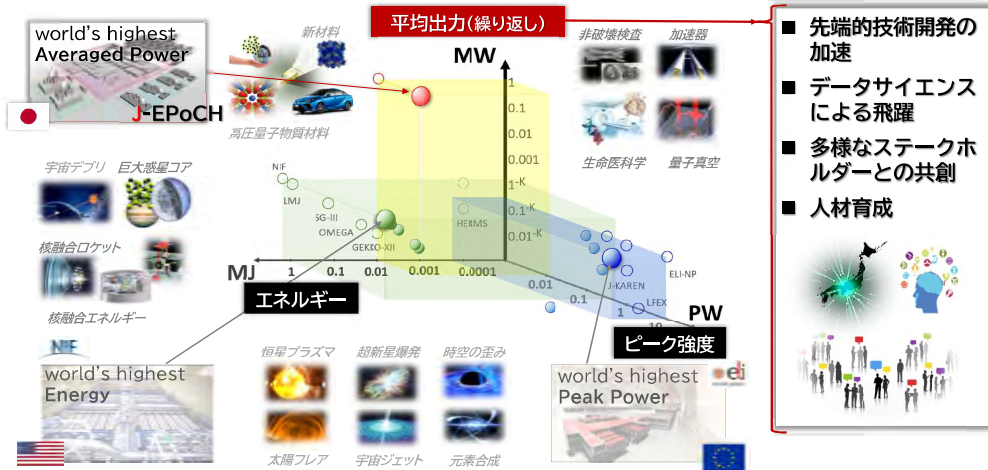 world's highest
Averaged Power
J-EPoCH
新材料
高圧量子物質材料
平均出力(繰り返し)
MW
1
0.1
0.01
0.001
1-K
0.1-K
0.01-K
非破壊検査
加速器
生命医科学
量子真空
宇宙デブリ
巨大惑星コア
核融合ロケット
核融合エネルギー
NIF
LMJ
SG-III
OMEGA
GEKKO-XII
HERMS
MJ
1
0.1
0.01
0.001
0.0001
エネルギー
0.01
0.1
1
10
PW
ELI-NP
J-KAREN
LFEX
ピーク強度
NIF
world's highest
Energy
恒星プラズマ
超新星爆発
時空の歪み
太陽フレア
宇宙ジェット
元素合成
world's highest
Peak Power
eli
■ 先端的技術開発の
加速
■ データサイエンス
による飛躍
■ 多様なステークホ
ルダーとの共創
■ 人材育成